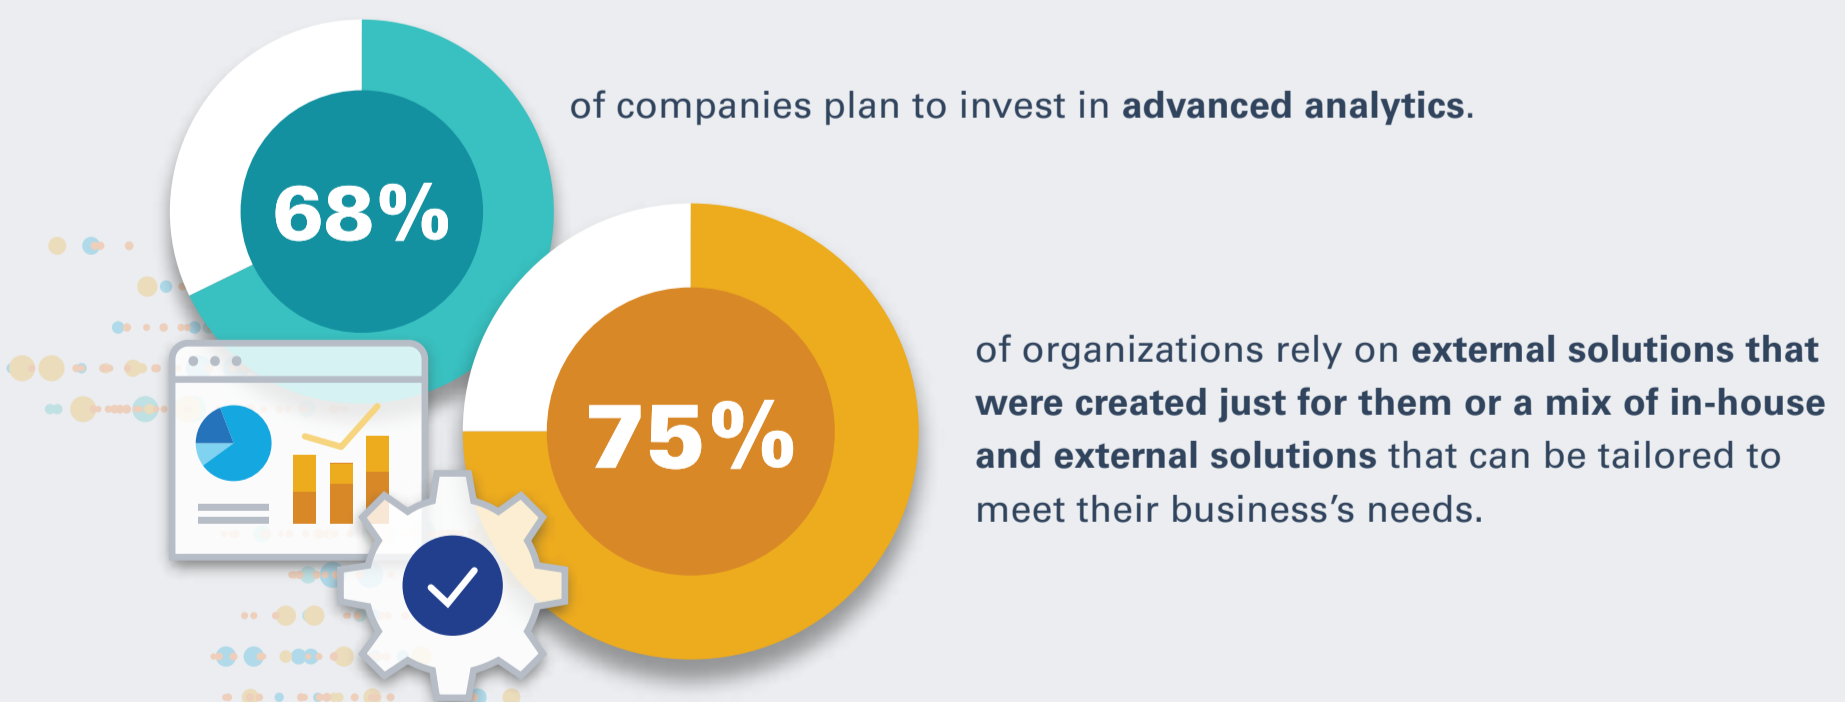 68%
of companies plan to invest in advanced analytics.
75%
of organizations rely on external solutions that
were created just for them or a mix of in-house
and external solutions that can be tailored to
meet their business’s needs.